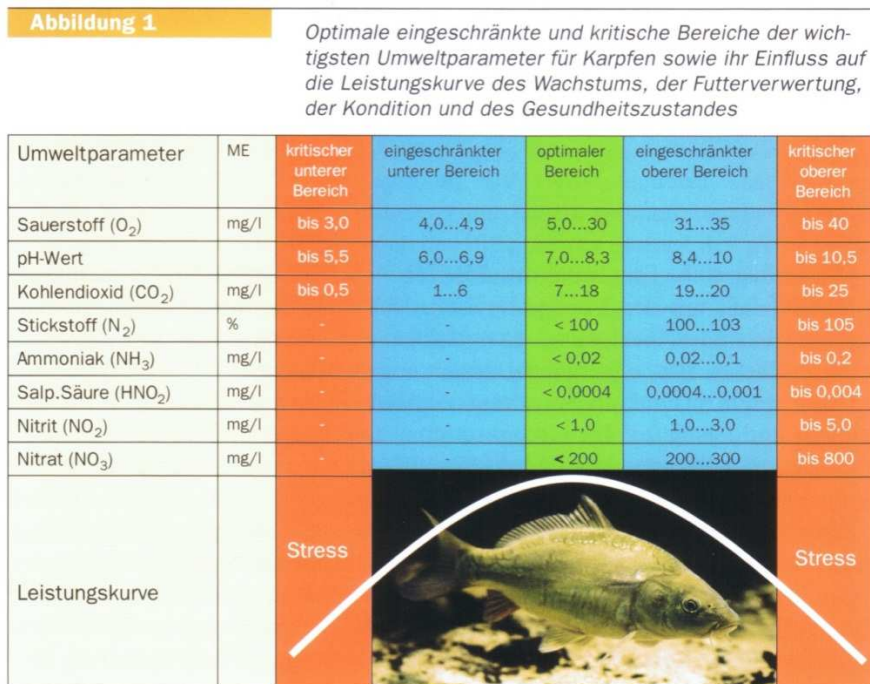 Abbildung 1
Optimale eingeschränkte und kritische Bereiche der wich-
tigsten Umweltparameter für Karpfen sowie ihr Einfluss auf
die Leistungskurve des Wachstums, der Futterverwertung,
der Kondition und des Gesundheitszustandes
Umweltparameter ME kritischer unterer Bereich eingeschränkter unterer Bereich optimaler Bereich eingeschränkter oberer Bereich kritischer oberer Bereich
Sauerstoff (O₂) mg/l bis 3,0 4,0...4,9 5,0...30 31...35 bis 40
pH-Wert bis 5,5 6,0...6,9 7,0...8,3 8,4...10 bis 10,5
Kohlendioxid (CO₂) mg/l bis 0,5 1...6 7...18 19...20 bis 25
Stickstoff (N₂) % - - < 100 100...103 bis 105
Ammoniak (NH₃) mg/l - - < 0,02 0,02...0,1 bis 0,2
Salp.Säure (HNO₂) mg/l - - < 0,0004 0,0004...0,001 bis 0,004
Nitrit (NO₂) mg/l - - < 1,0 1,0...3,0 bis 5,0
Nitrat (NO₃) mg/l - - < 200 200...300 bis 800
Leistungskurve Stress Stress